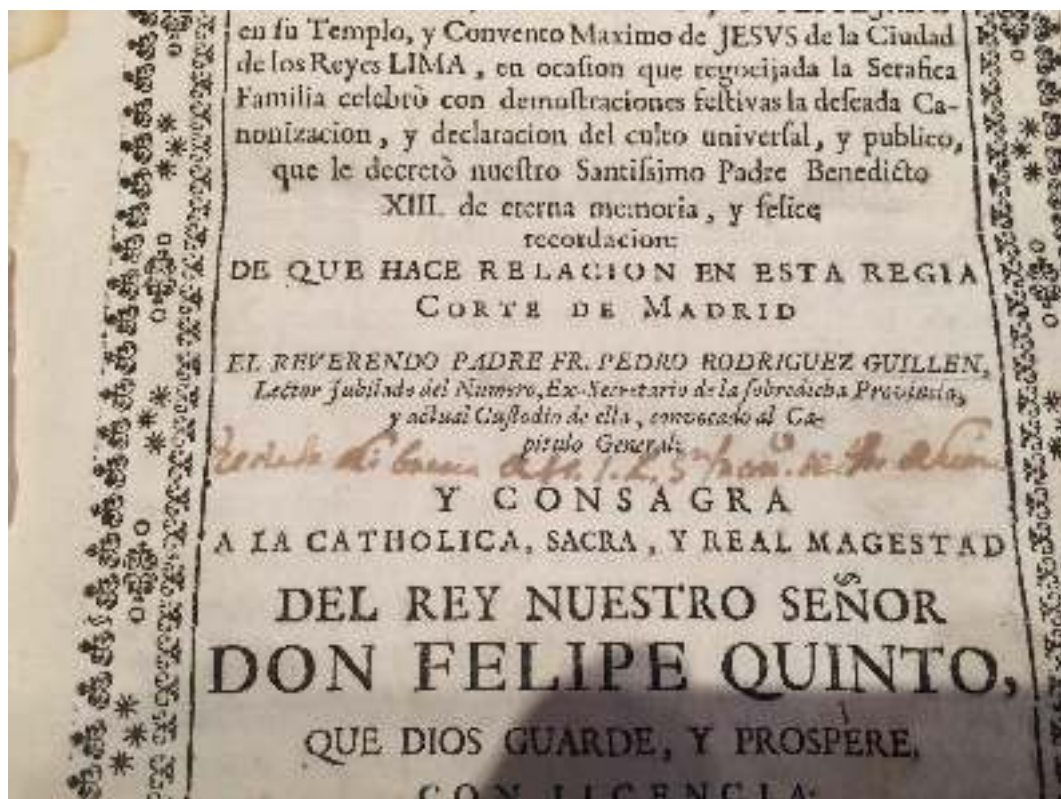 en ſu Templo, y Convento Maximo de JESVS de la Ciudad
de los Reyes LIMA, en ocaſion que regocijada la Serafica
Familia celebrò con demoſtraciones feſtivas la deſeada Ca-
nonizacion, y declaracion del culto univerſal, y publico,
que le decretò nueſtro Santiſsimo Padre Benedicto
XIII. de eterna memoria, y felice
recordacion:
DE QUE HACE RELACION EN ESTA REGIA
CORTE DE MADRID
EL REVERENDO PADRE FR. PEDRO RODRIGUEZ GUILLEN,
Lector Jubilado del Numero, Ex-Secretario de la ſobredicha Provincia,
y actual Cuſtodio de ella, convocado al Ca-
pitulo General:
Y CONSAGRA
A LA CATHOLICA, SACRA, Y REAL MAGESTAD
DEL REY NUESTRO SEÑOR
DON FELIPE QUINTO,
QUE DIOS GUARDE, Y PROSPERE.
CON LICENCIA: